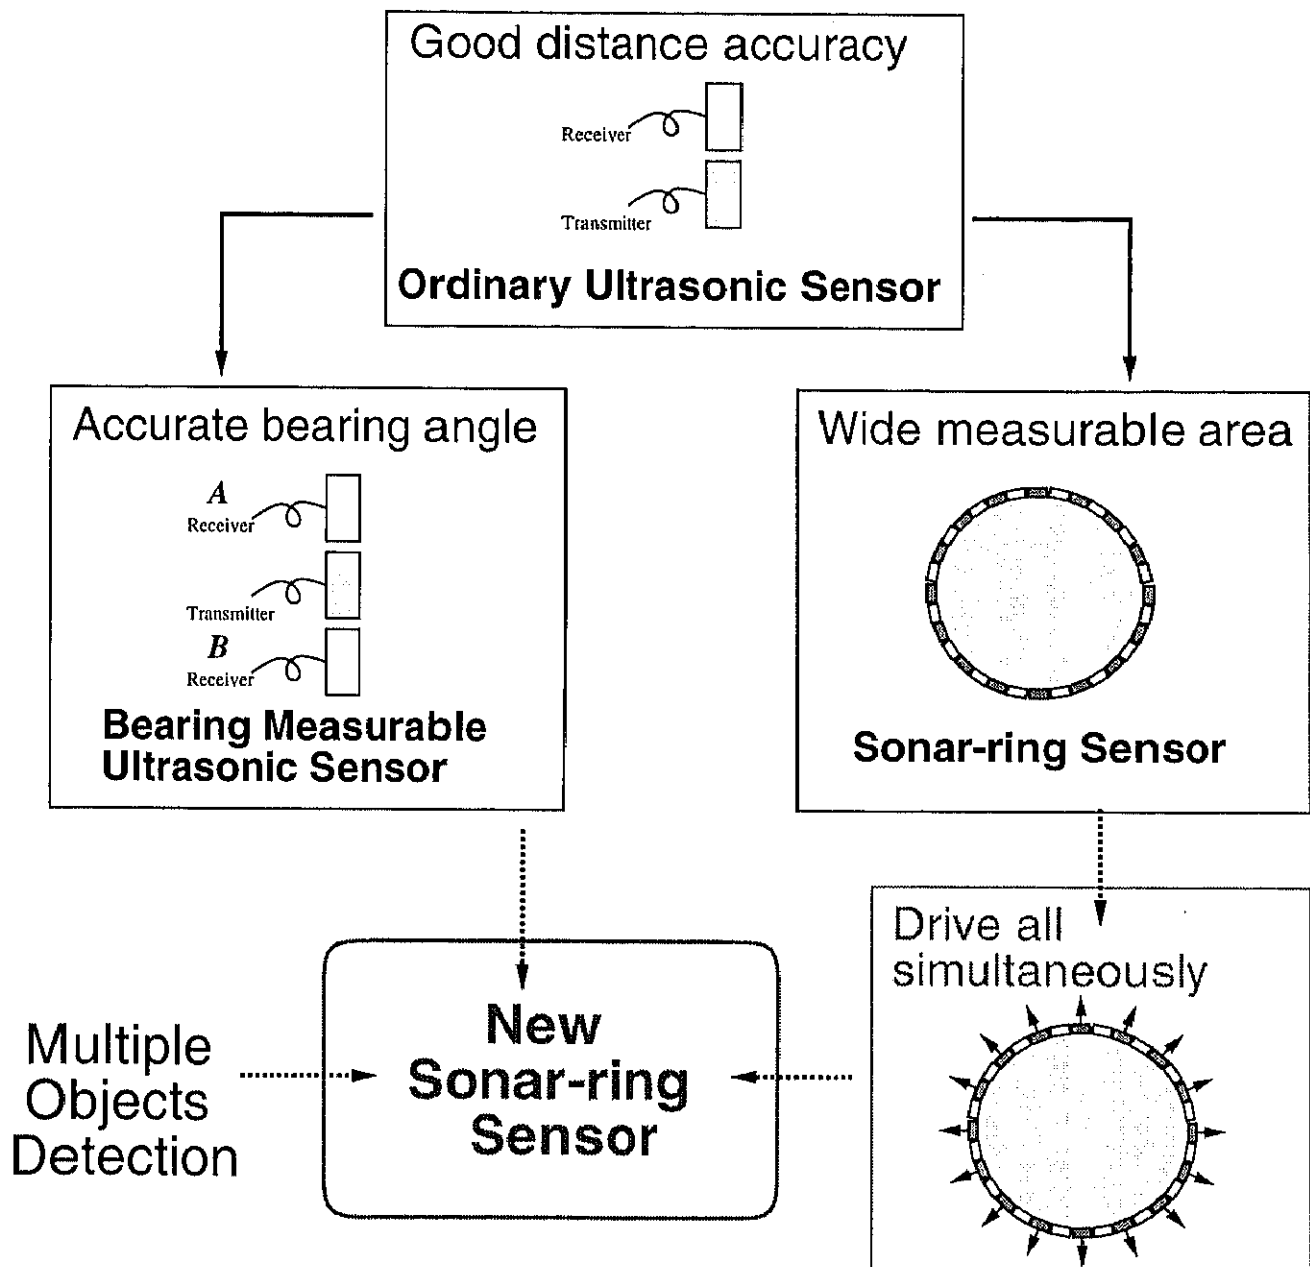 Good distance accuracy
Receiver
Transmitter
Ordinary Ultrasonic Sensor
Accurate bearing angle
A
Receiver
Transmitter
B
Receiver
Bearing Measurable
Ultrasonic Sensor
Wide measurable area
Sonar-ring Sensor
Drive all
simultaneously
New
Sonar-ring
Sensor
Multiple
Objects
Detection